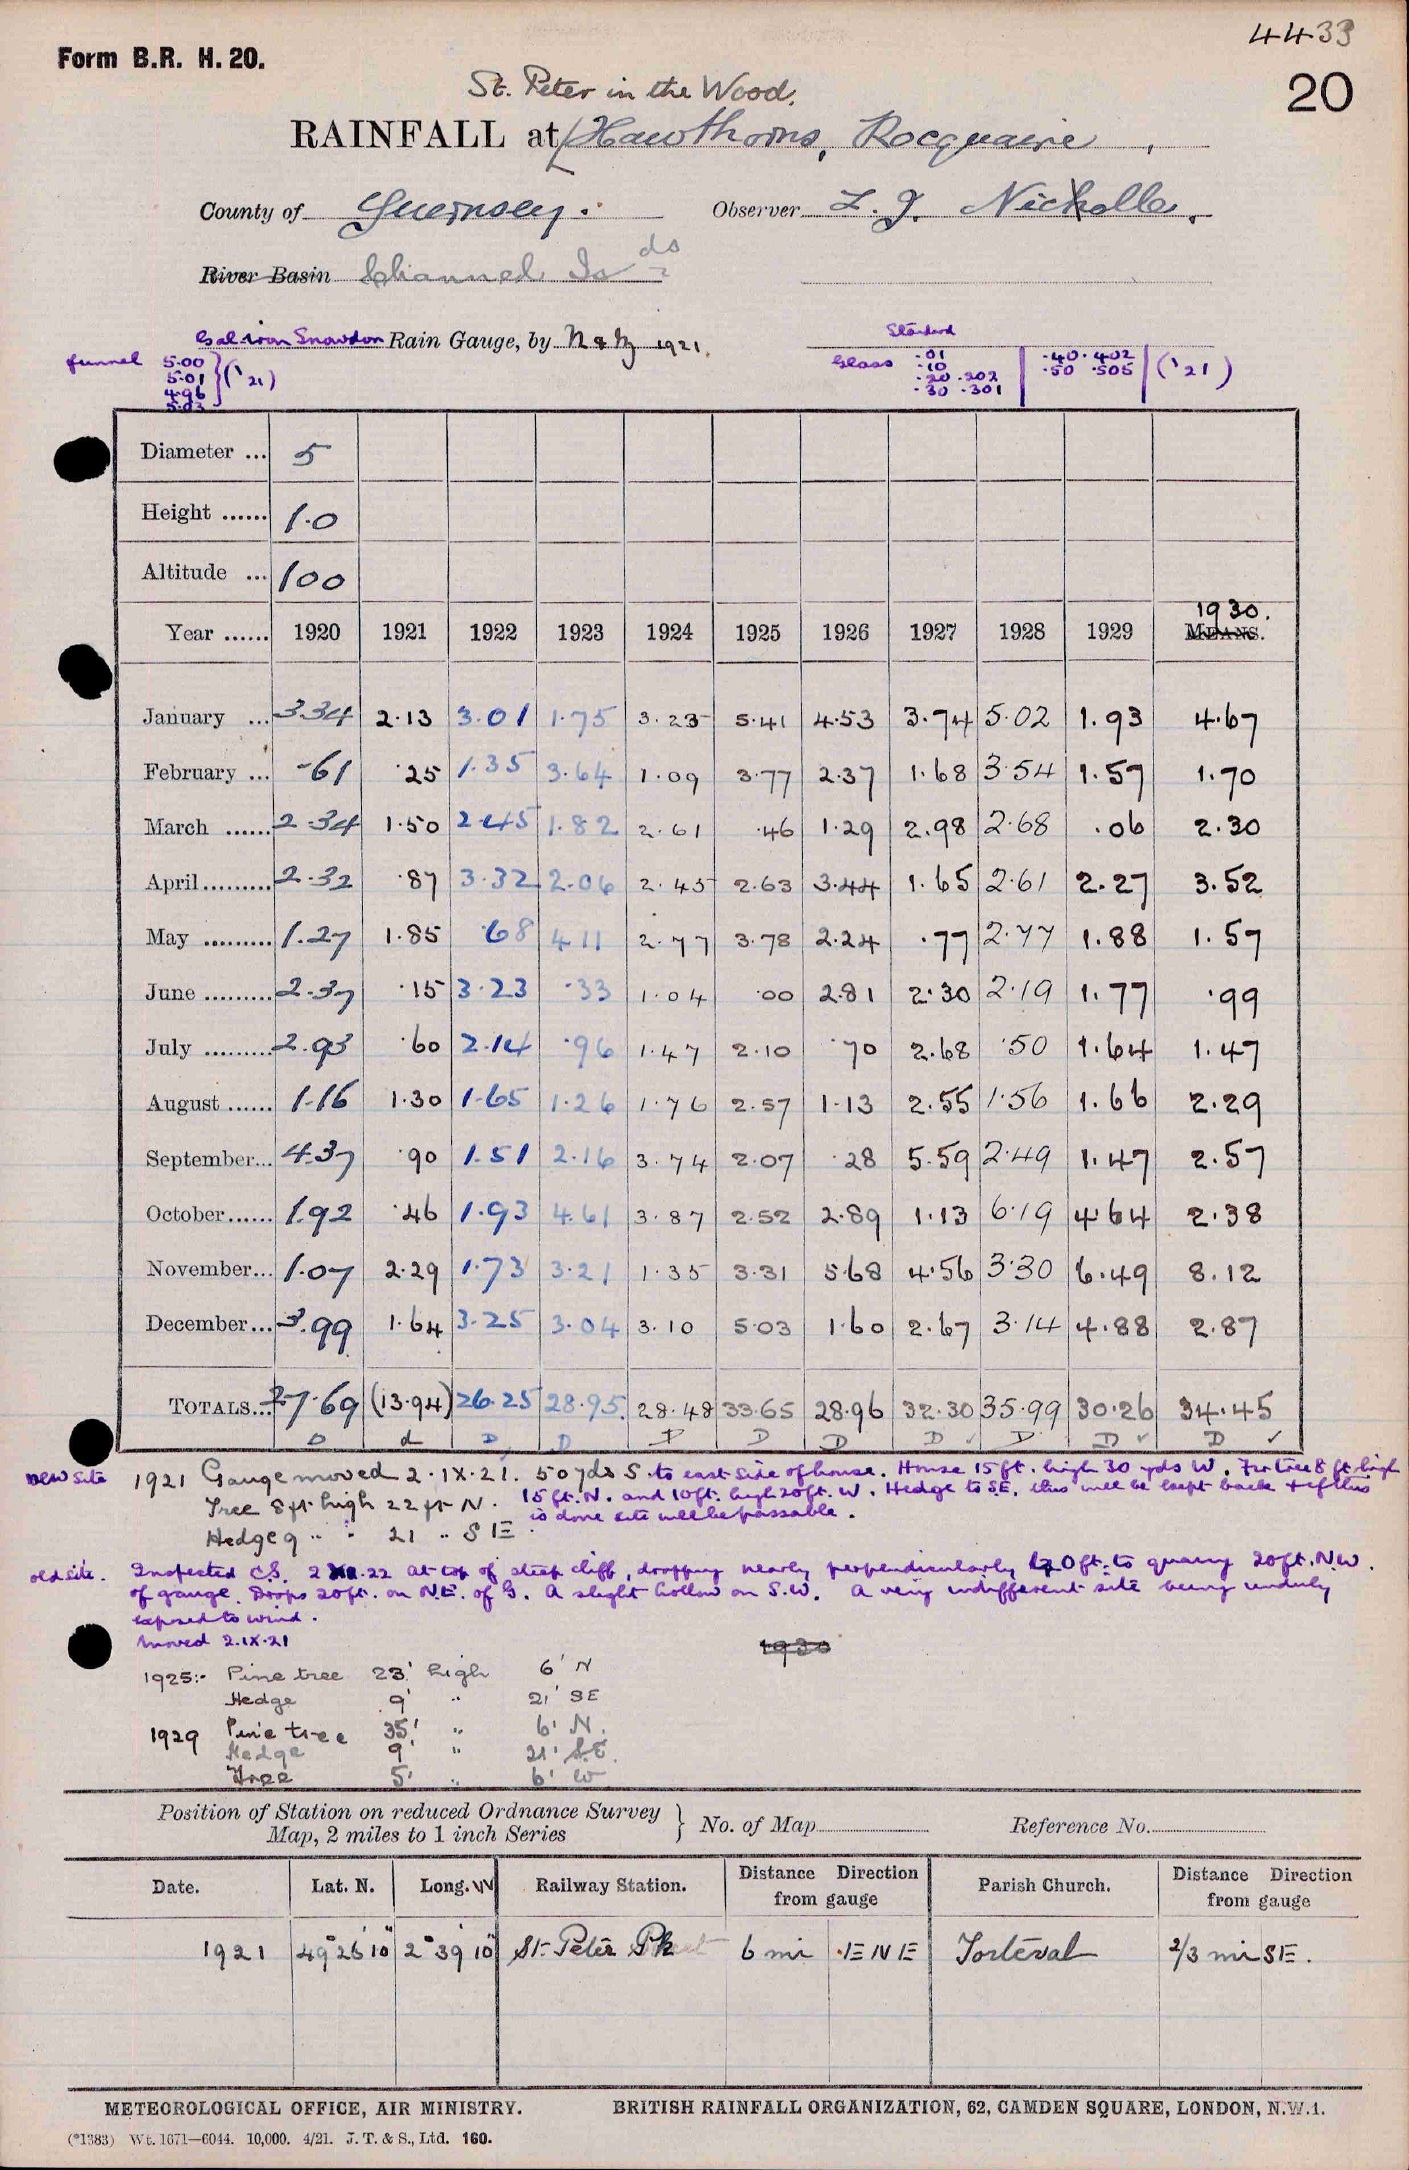 4433
Form B.R. H. 20.
20
St. Peter in the Wood.
RAINFALL at Hawthorns, Rocquaine,
County of Guernsey. Observer L. J. Nicholle.
River Basin Channel Is ds
Gal iron Snowdon Rain Gauge, by N & Z 1921.
funnel 5.00 5.01 4.96 5.03 ('21)
Standard
Glass .01 .10 .20 .202 .30 .301 .40 .402 .50 .505 ('21)
Diameter ... 5
Height ...... 1.0
Altitude ... 100
1930.
Year ...... 1920 1921 1922 1923 1924 1925 1926 1927 1928 1929 MEANS.
January ... 3.34 2.13 3.01 1.75 3.23 5.41 4.53 3.74 5.02 1.93 4.67
February ... .61 .25 1.35 3.64 1.09 3.77 2.37 1.68 3.54 1.57 1.70
March ...... 2.34 1.50 2.45 1.82 2.61 .46 1.29 2.98 2.68 .06 2.30
April ......... 2.32 .87 3.32 2.06 2.45 2.63 3.44 1.65 2.61 2.27 3.52
May ......... 1.27 1.85 .68 4.11 2.77 3.78 2.24 .77 2.77 1.88 1.57
June ......... 2.37 .15 3.23 .33 1.04 .00 2.81 2.30 2.19 1.77 .99
July ......... 2.93 .60 2.14 .96 1.47 2.10 .70 2.68 .50 1.64 1.47
August ...... 1.16 1.30 1.65 1.26 1.76 2.57 1.13 2.55 1.56 1.66 2.29
September... 4.37 .90 1.51 2.16 3.74 2.07 .28 5.59 2.49 1.47 2.57
October...... 1.92 .46 1.93 4.61 3.87 2.52 2.89 1.13 6.19 4.64 2.38
November... 1.07 2.29 1.73 3.21 1.35 3.31 5.68 4.56 3.30 6.49 8.12
December... 3.99 1.64 3.25 3.04 3.10 5.03 1.60 2.67 3.14 4.88 2.87
TOTALS... 27.69 (13.94) 26.25 28.95 28.48 33.65 28.96 32.30 35.99 30.26 34.45
D d D D D D D D ✓ D D ✓ D ✓
new site 1921 Gauge moved 2.IX.21. 50 yds S. to east side of house. House 15 ft. high 30 yds W. Fir tree 8 ft. high
Tree 8 ft. high 22 ft. N. 15 ft. N. and 10 ft. high 20 ft. W. Hedge to S.E. this will be kept back & if this
is done site will be passable.
Hedge 9 " " 21 " S E
old site. Inspected C.S. 22 at top of steep cliff, dropping nearly perpendicularly 0 ft. to quarry 20 ft. N.W.
of gauge. Drops 20 ft. on N.E. of G. A slight hollow on S.W. A very indifferent site being unduly
exposed to wind.
moved 2.IX.21
1930
1925:- Pine tree 23' high 6' N
Hedge 9' " 21' SE
1929 Pine tree 35' " 6' N.
Hedge 9' " 21' S.E.
Tree 5' " 6' W
Position of Station on reduced Ordnance Survey
Map, 2 miles to 1 inch Series } No. of Map Reference No.
Date. Lat. N. Long. W Railway Station. Distance Direction from gauge Parish Church. Distance Direction from gauge
1921 49° 26' 10" 2° 39' 10" St. Peter Pk 6 mi ENE Torteval 2/3 mi SE.
METEOROLOGICAL OFFICE, AIR MINISTRY. BRITISH RAINFALL ORGANIZATION, 62, CAMDEN SQUARE, LONDON, N.W.1.
(*1383) Wt. 1671—6044. 10,000. 4/21. J. T. & S., Ltd. 160.